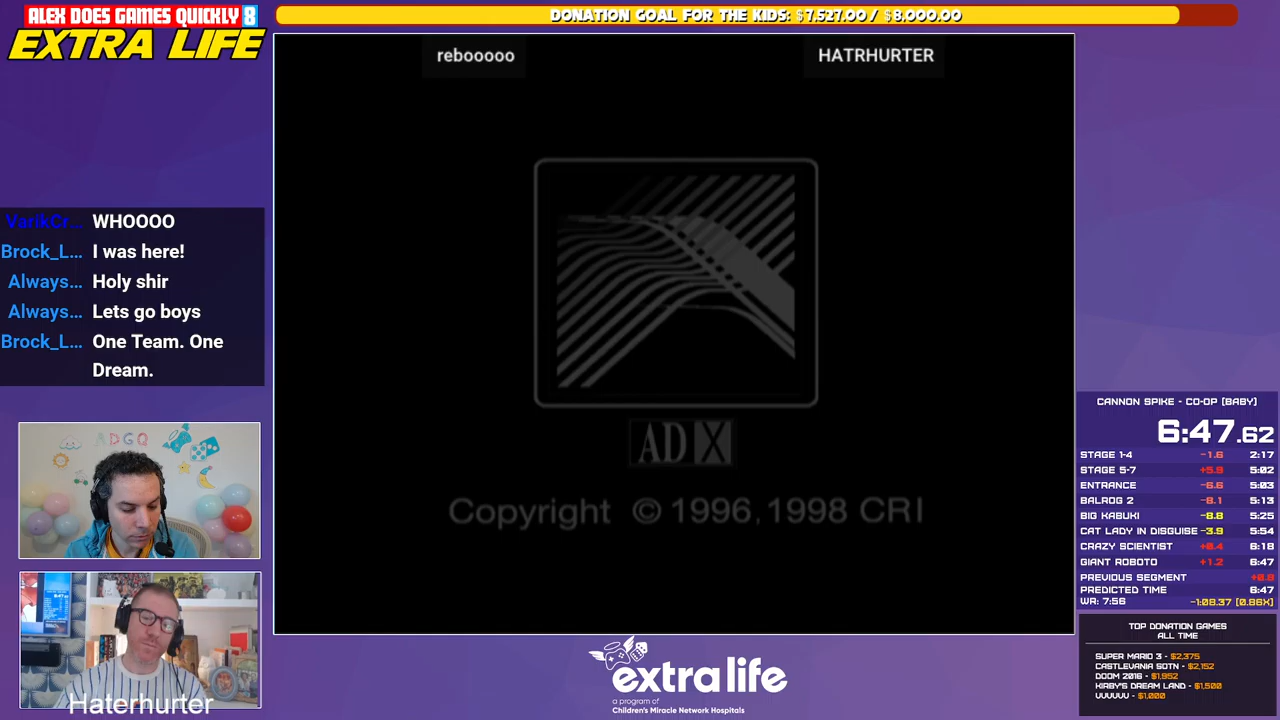 ALEX DOES GAMES QUICKLY 8
EXTRA LIFE
DONATION GOAL FOR THE KIDS: $7,527.00 / $8,000.00
rebooooo
HATRHURTER
VarikCr... WHOOOO
Brock_L... I was here!
Always... Holy shir
Always... Lets go boys
Brock_L... One Team. One
Dream.
AD X
Copyright © 1996,1998 CRI
ADGQ
Haterhurter
extra life
a program of
Children's Miracle Network Hospitals
CANNON SPIKE - CO-OP (BABY)
6:47.62
STAGE 1-4 -1.6 2:17
STAGE 5-7 +5.9 5:02
ENTRANCE -6.6 5:03
BALROG 2 -8.1 5:13
BIG KABUKI -8.8 5:25
CAT LADY IN DISGUISE -3.9 5:54
CRAZY SCIENTIST +0.4 6:18
GIANT ROBOTO +1.2 6:47
PREVIOUS SEGMENT +0.8
PREDICTED TIME 6:47
WR: 7:56 -1:08.37 (0.86X)
TOP DONATION GAMES
ALL TIME
SUPER MARIO 3 - $2,375
CASTLEVANIA SOTN - $2,152
DOOM 2016 - $1,952
KIRBY'S DREAM LAND - $1,500
VVVVVV - $1,000